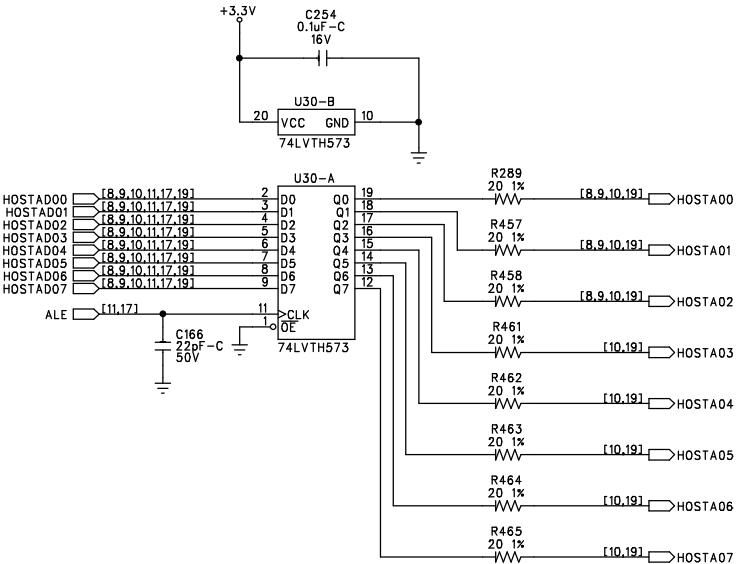 +3.3V
C254
0.1uF-C
16V
U30-B
20 VCC GND 10
74LVTH573
U30-A
HOSTAD00 [8,9,10,11,17,19] 2 D0 Q0 19
HOSTAD01 [8,9,10,11,17,19] 3 D1 Q1 18
HOSTAD02 [8,9,10,11,17,19] 4 D2 Q2 17
HOSTAD03 [8,9,10,11,17,19] 5 D3 Q3 16
HOSTAD04 [8,9,10,11,17,19] 6 D4 Q4 15
HOSTAD05 [8,9,10,11,17,19] 7 D5 Q5 14
HOSTAD06 [8,9,10,11,17,19] 8 D6 Q6 13
HOSTAD07 [8,9,10,11,17,19] 9 D7 Q7 12
ALE [11,17] 11 >CLK
1 OE
74LVTH573
C166
22pF-C
50V
R289
20 1%
[8,9,10,19] HOSTA00
R457
20 1%
[8,9,10,19] HOSTA01
R458
20 1%
[8,9,10,19] HOSTA02
R461
20 1%
[10,19] HOSTA03
R462
20 1%
[10,19] HOSTA04
R463
20 1%
[10,19] HOSTA05
R464
20 1%
[10,19] HOSTA06
R465
20 1%
[10,19] HOSTA07